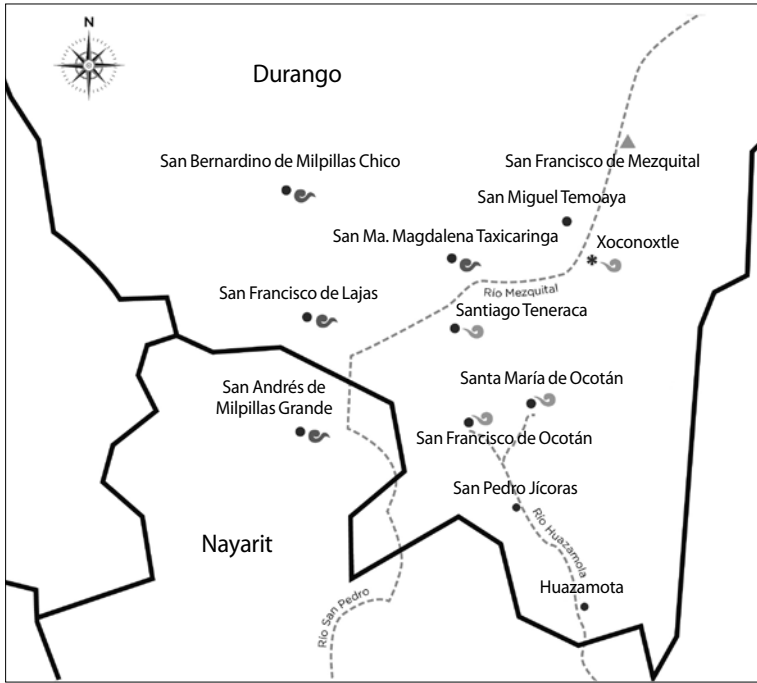 N
Durango
San Bernardino de Milpillas Chico
San Francisco de Mezquital
San Miguel Temoaya
San Ma. Magdalena Taxicaringa
Xoconoxtle
*
Río Mezquital
San Francisco de Lajas
Santiago Teneraca
San Andrés de
Milpillas Grande
Santa María de Ocotán
San Francisco de Ocotán
San Pedro Jícoras
Río Huazamola
Nayarit
Huazamota
Río San Pedro